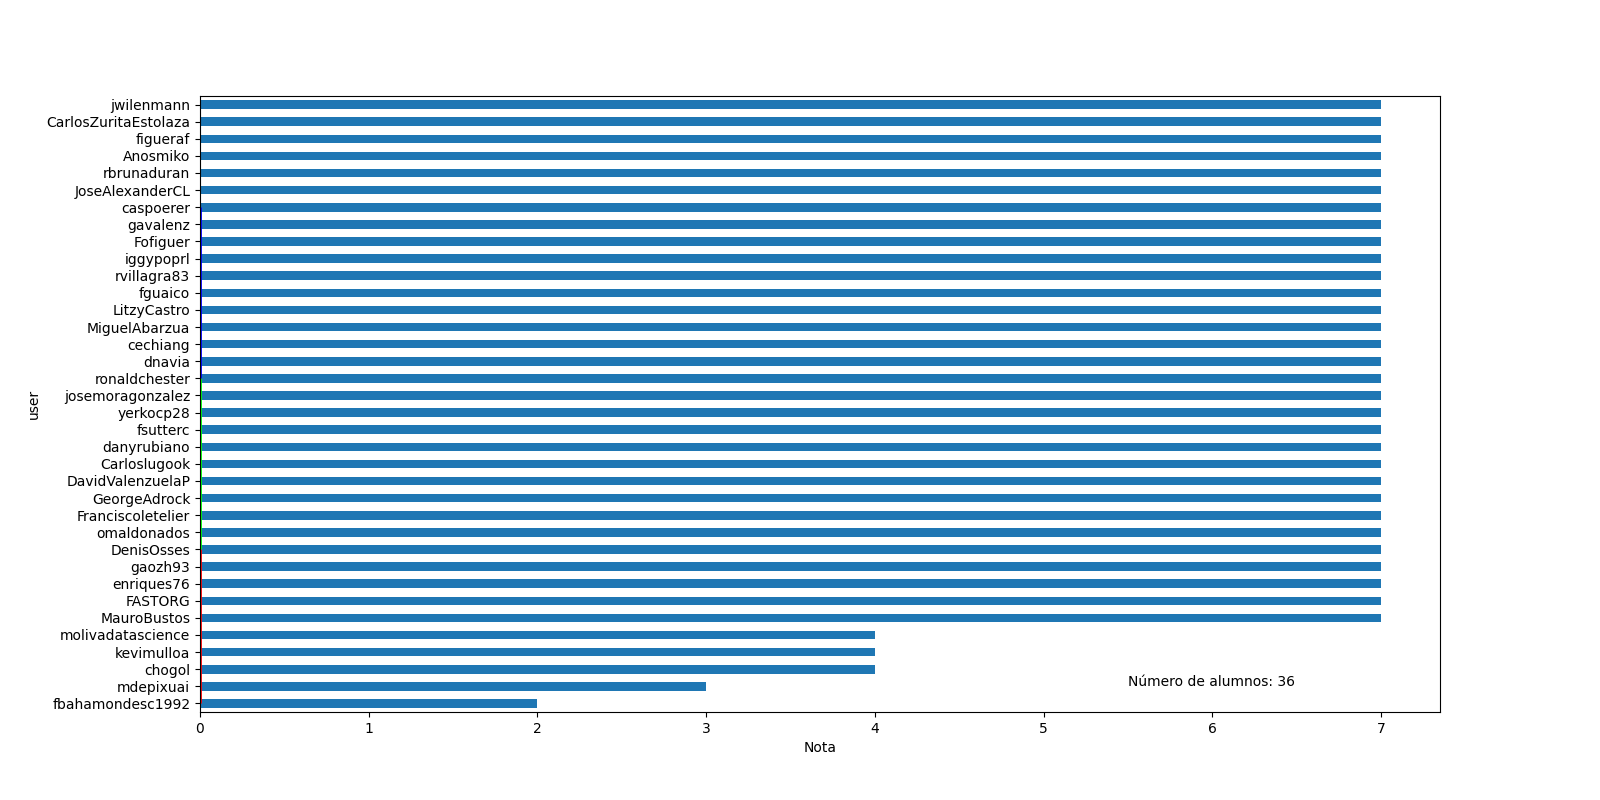 jwilenmann
CarlosZuritaEstolaza
figueraf
Anosmiko
rbrunaduran
JoseAlexanderCL
caspoerer
gavalenz
Fofiguer
iggypoprl
rvillagra83
fguaico
LitzyCastro
MiguelAbarzua
cechiang
dnavia
ronaldchester
josemoragonzalez
yerkocp28
fsutterc
danyrubiano
Carloslugook
DavidValenzuelaP
GeorgeAdrock
Franciscoletelier
omaldonados
DenisOsses
gaozh93
enriques76
FASTORG
MauroBustos
molivadatascience
kevimulloa
chogol
mdepixuai
fbahamondesc1992
user
Número de alumnos: 36
0 1 2 3 4 5 6 7
Nota